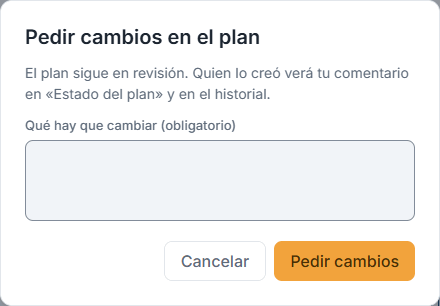 Pedir cambios en el plan
El plan sigue en revisión. Quien lo creó verá tu comentario
en «Estado del plan» y en el historial.
Qué hay que cambiar (obligatorio)
Cancelar
Pedir cambios